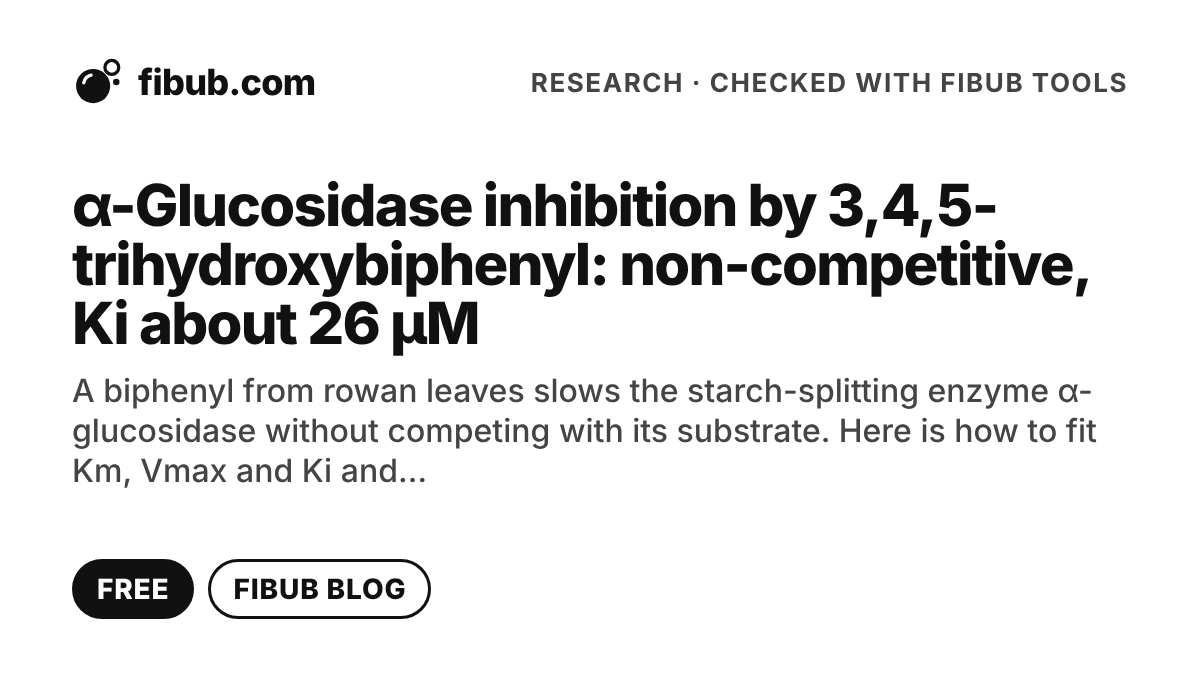 fibub.com
RESEARCH · CHECKED WITH FIBUB TOOLS
α-Glucosidase inhibition by 3,4,5-
trihydroxybiphenyl: non-competitive,
Ki about 26 µM
A biphenyl from rowan leaves slows the starch-splitting enzyme α-
glucosidase without competing with its substrate. Here is how to fit
Km, Vmax and Ki and...
FREE
FIBUB BLOG